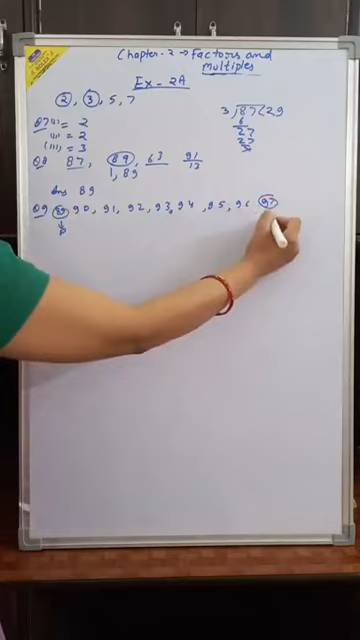 Chapter-2 → Factors and
Multiples
Ex-2A
2, 3, 5, 7
3)87(29
6
27
27
Q7 (i) = 2
(ii) = 2
(iii) = 3
Q8 87, 89, 63 91
1, 89 13
Ans 89
Q9 89, 90, 91, 92, 93, 94, 95, 96 97
↓
P